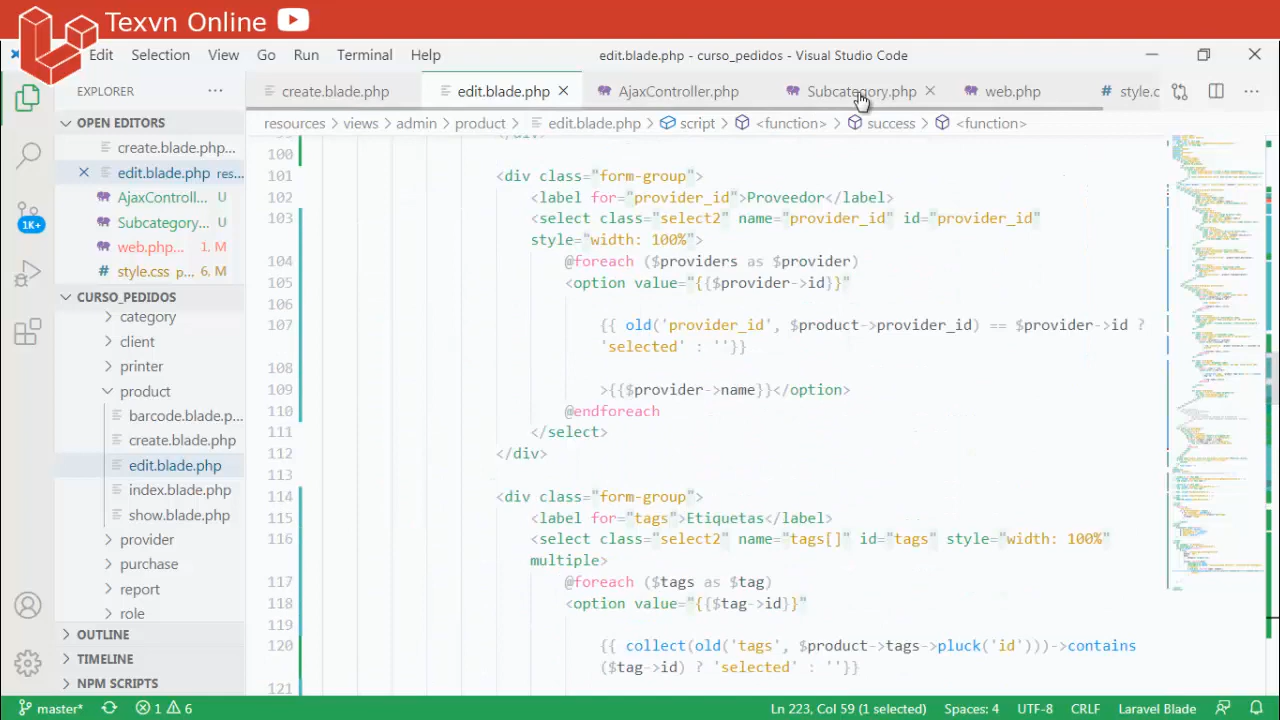 Texvn Online
Edit Selection View Go Run Terminal Help
edit.blade.php - curso_pedidos - Visual Studio Code
EXPLORER
create.blade.php
edit.blade.php
AjaxController.php
Subcategory.php
web.php
style.c
OPEN EDITORS
create.blade.php...
edit.blade.php res...
AjaxControll... U
Subcategory... U
web.php... 1, M
style.css p... 6, M
1K+
CURSO_PEDIDOS
category
client
printer
product
barcode.blade.p...
create.blade.php
edit.blade.php
index.blade.php
show.blade.php
provider
purchase
report
role
OUTLINE
TIMELINE
NPM SCRIPTS
resources > views > admin > product > edit.blade.php > script > <function> > success > <function>
100
101 <div class="form-group">
102 <label for="provider_id">Proveedor</label>
103 <select class="select2" name="provider_id" id="provider_id"
style="width: 100%">
104 @foreach ($providers as $provider)
105 <option value="{{$provider->id}}"
106
107 {{ old('provider_id', $product->provider_id) == $provider->id ?
'selected' : ''}}
108
109 >{{$provider->name}}</option>
110 @endforeach
111 </select>
112 </div>
113
114 <div class="form-group">
115 <label for="tags">Etiquetas</label>
116 <select class="select2" name="tags[]" id="tags" style="width: 100%"
multiple>
117 @foreach ($tags as $tag)
118 <option value="{{$tag->id}}"
119
120 {{ collect(old('tags', $product->tags->pluck('id')))->contains
($tag->id) ? 'selected' : ''}}
121
master* 1 6
Ln 223, Col 59 (1 selected) Spaces: 4 UTF-8 CRLF Laravel Blade